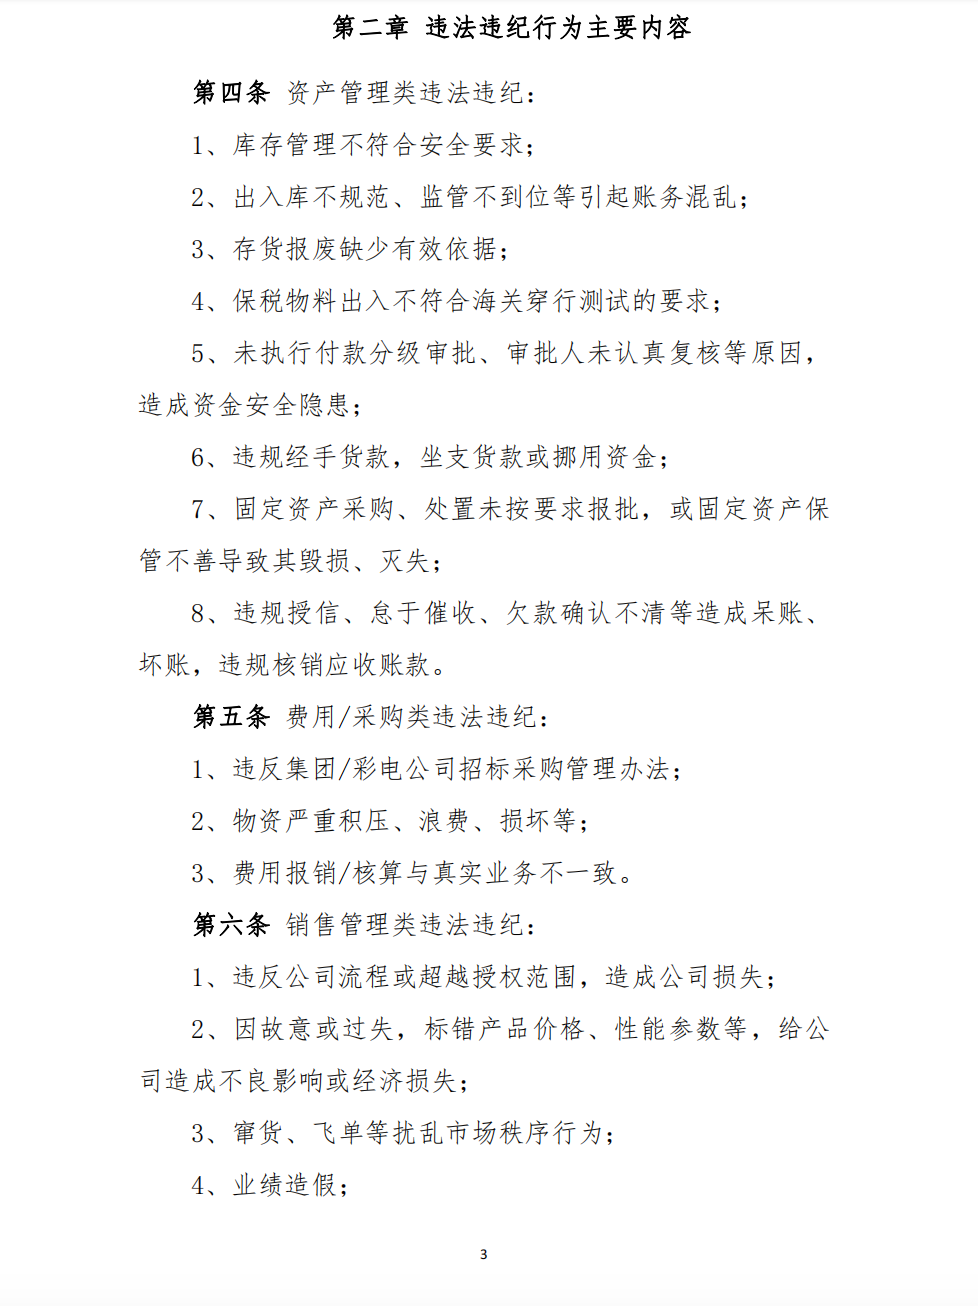 第二章 违法违纪行为主要内容
第四条 资产管理类违法违纪：
1、库存管理不符合安全要求；
2、出入库不规范、监管不到位等引起账务混乱；
3、存货报废缺少有效依据；
4、保税物料出入不符合海关穿行测试的要求；
5、未执行付款分级审批、审批人未认真复核等原因，
造成资金安全隐患；
6、违规经手货款，坐支货款或挪用资金；
7、固定资产采购、处置未按要求报批，或固定资产保
管不善导致其毁损、灭失；
8、违规授信、怠于催收、欠款确认不清等造成呆账、
坏账，违规核销应收账款。
第五条 费用/采购类违法违纪：
1、违反集团/彩电公司招标采购管理办法；
2、物资严重积压、浪费、损坏等；
3、费用报销/核算与真实业务不一致。
第六条 销售管理类违法违纪：
1、违反公司流程或超越授权范围，造成公司损失；
2、因故意或过失，标错产品价格、性能参数等，给公
司造成不良影响或经济损失；
3、窜货、飞单等扰乱市场秩序行为；
4、业绩造假；
3